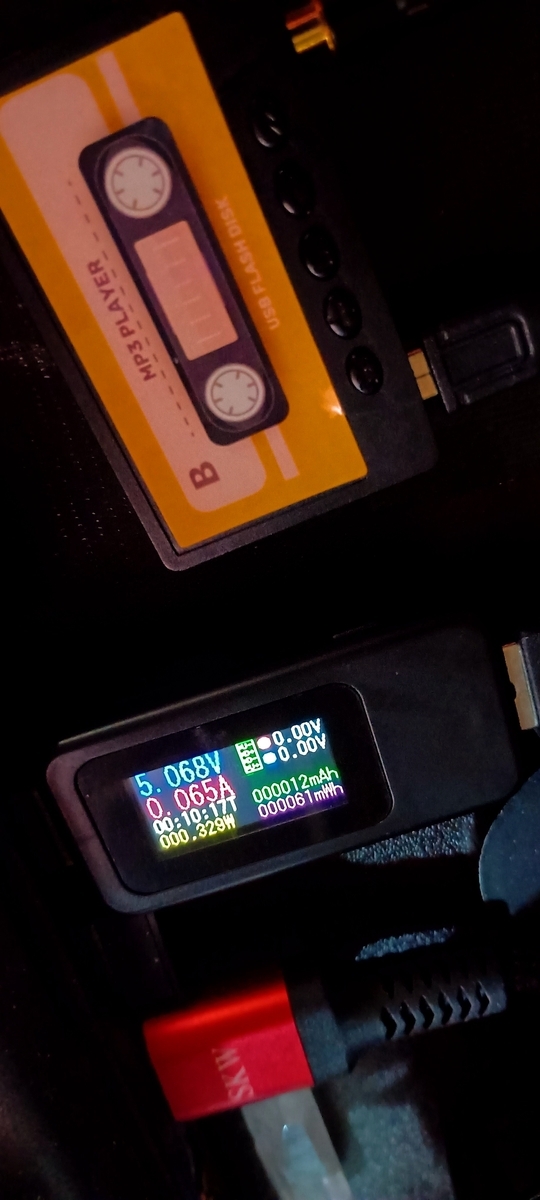 MP3 PLAYER
USB FLASH DISK
B
5.068V
0.065A
00:10:17T
000.329W
0.00V
0.00V
000012mAh
000061mWh
SKW